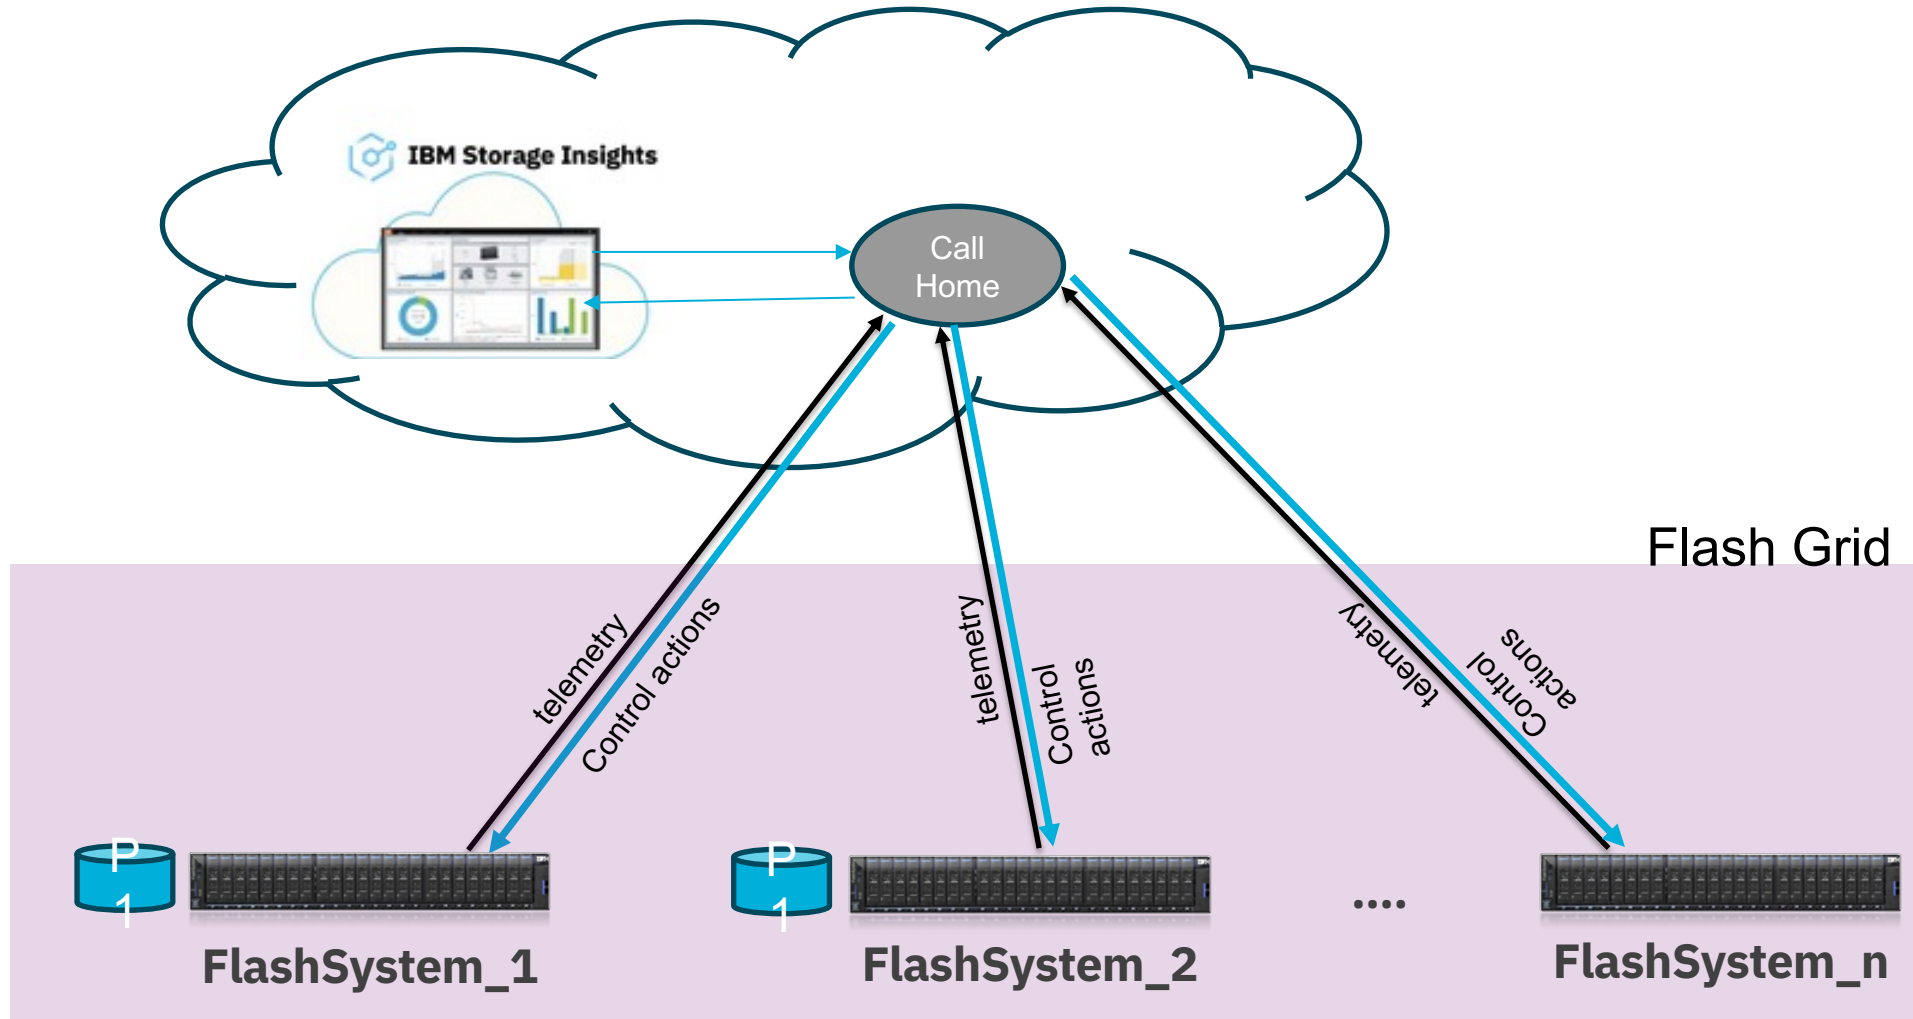 IBM Storage Insights
Call
Home
Flash Grid
telemetry
Control actions
telemetry
Control
actions
telemetry
Control
actions
P
1
P
1
....
FlashSystem_1
FlashSystem_2
FlashSystem_n